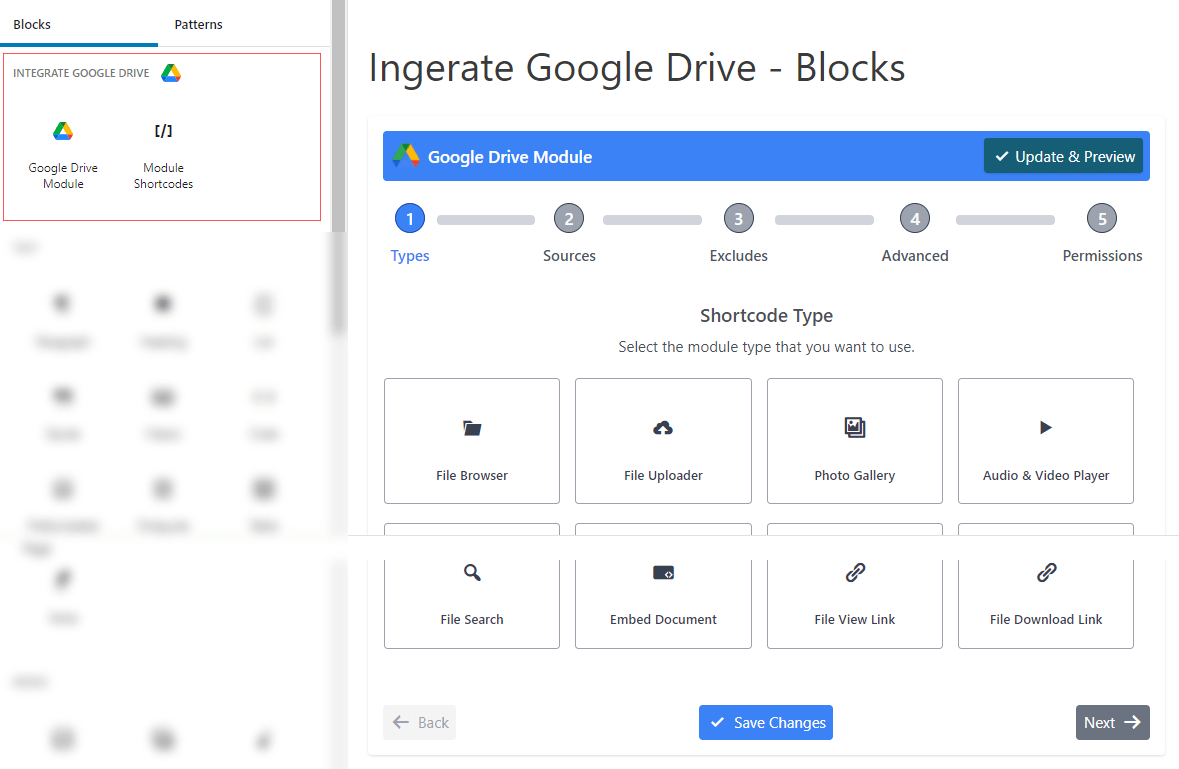 Blocks
Patterns
INTEGRATE GOOGLE DRIVE
Google Drive
Module
[/]
Module
Shortcodes
Ingerate Google Drive - Blocks
Google Drive Module
Update & Preview
1
2
3
4
5
Types
Sources
Excludes
Advanced
Permissions
Shortcode Type
Select the module type that you want to use.
File Browser
File Uploader
Photo Gallery
Audio & Video Player
File Search
Embed Document
File View Link
File Download Link
Back
Save Changes
Next